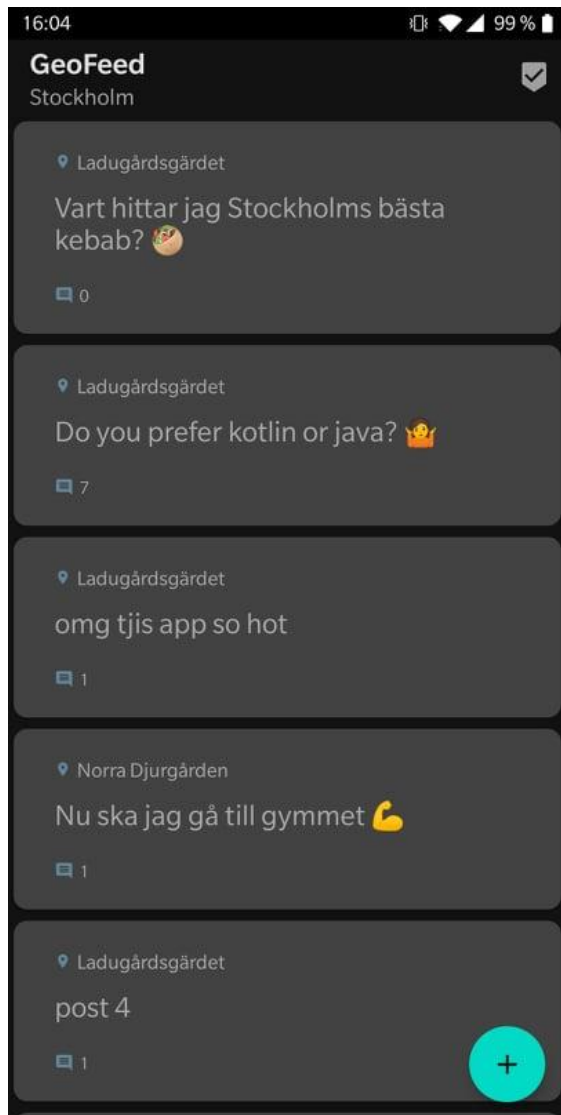 16:04 99 %
GeoFeed
Stockholm
Ladugårdsgärdet
Vart hittar jag Stockholms bästa
kebab? 🥙
0
Ladugårdsgärdet
Do you prefer kotlin or java? 🤷
7
Ladugårdsgärdet
omg tjis app so hot
1
Norra Djurgården
Nu ska jag gå till gymmet 💪
1
Ladugårdsgärdet
post 4
1
+